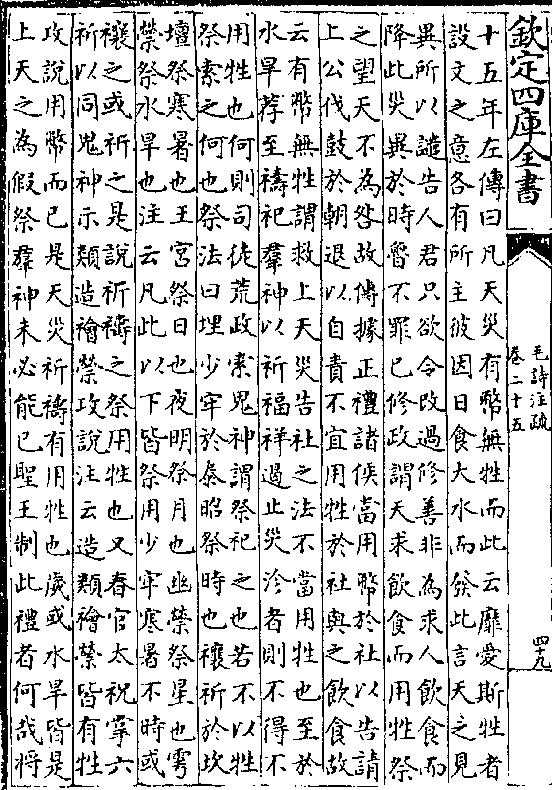 欽定四庫全書
毛詩注疏
卷二十五
四十九
十五年左傳曰凡天災有幣無牲而此云靡愛斯牲者
設文之意各有所主彼因日食大水而發此言天之見
異所以譴告人君只欲令改過修善非為求人飲食而
降此災異於時魯不罪已修政謂天求飲食而用牲祭
之望天不為咎故傳據正禮諸侯當用幣於社以告請
上公伐鼓於朝退以自責不宜用牲於社與之飲食故
云有幣無牲謂救上天災告社之法不當用牲也至於
水旱荐至禱祀羣神以祈福祥遏止災沴者則不得不
用牲也何則司徒荒政索鬼神謂祭祀之也若不以牲
祭索之何也祭法曰埋少牢於泰昭祭時也禳祈於坎
壇祭寒暑也王宮祭日也夜明祭月也幽禜祭星也雩
禜祭水旱也注云凡此以下皆祭用少牢寒暑不時或
禳之或祈之是説祈禱之祭用牲也又春官太祝掌六
祈以同鬼神示類造禬禜攻説注云造類禬禜皆有牲
攻説用幣而已是天災祈禱有用牲也歲或水旱皆是
上天之為假祭羣神未必能已聖王制此禮者何哉將